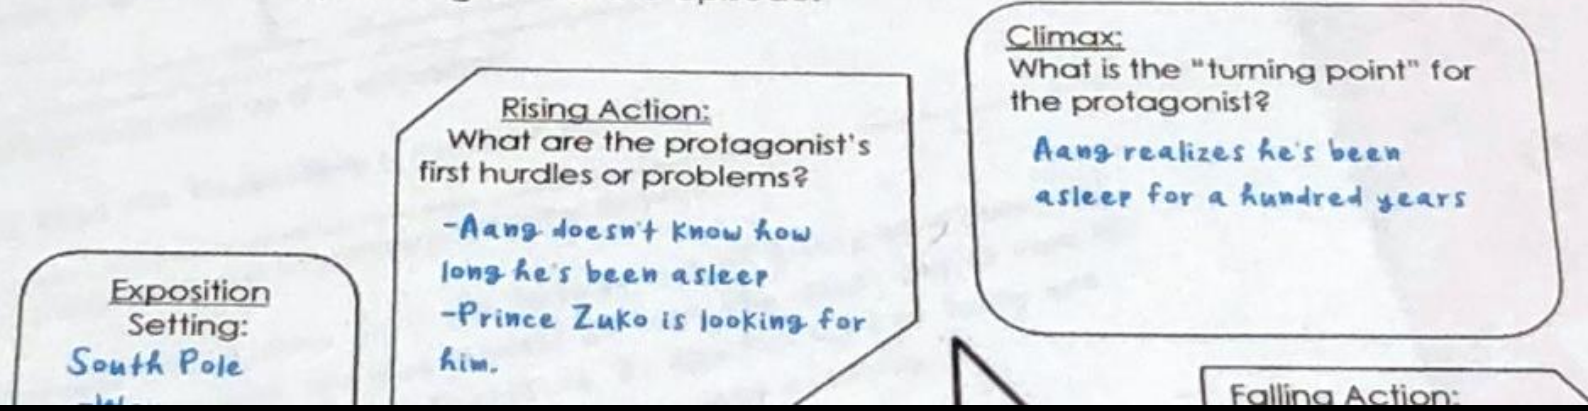 Climax:
What is the "turning point" for
the protagonist?
Aang realizes he's been
asleep for a hundred years
Rising Action:
What are the protagonist's
first hurdles or problems?
-Aang doesn't know how
long he's been asleep
-Prince Zuko is looking for
him.
Exposition
Setting:
South Pole
Falling Action: